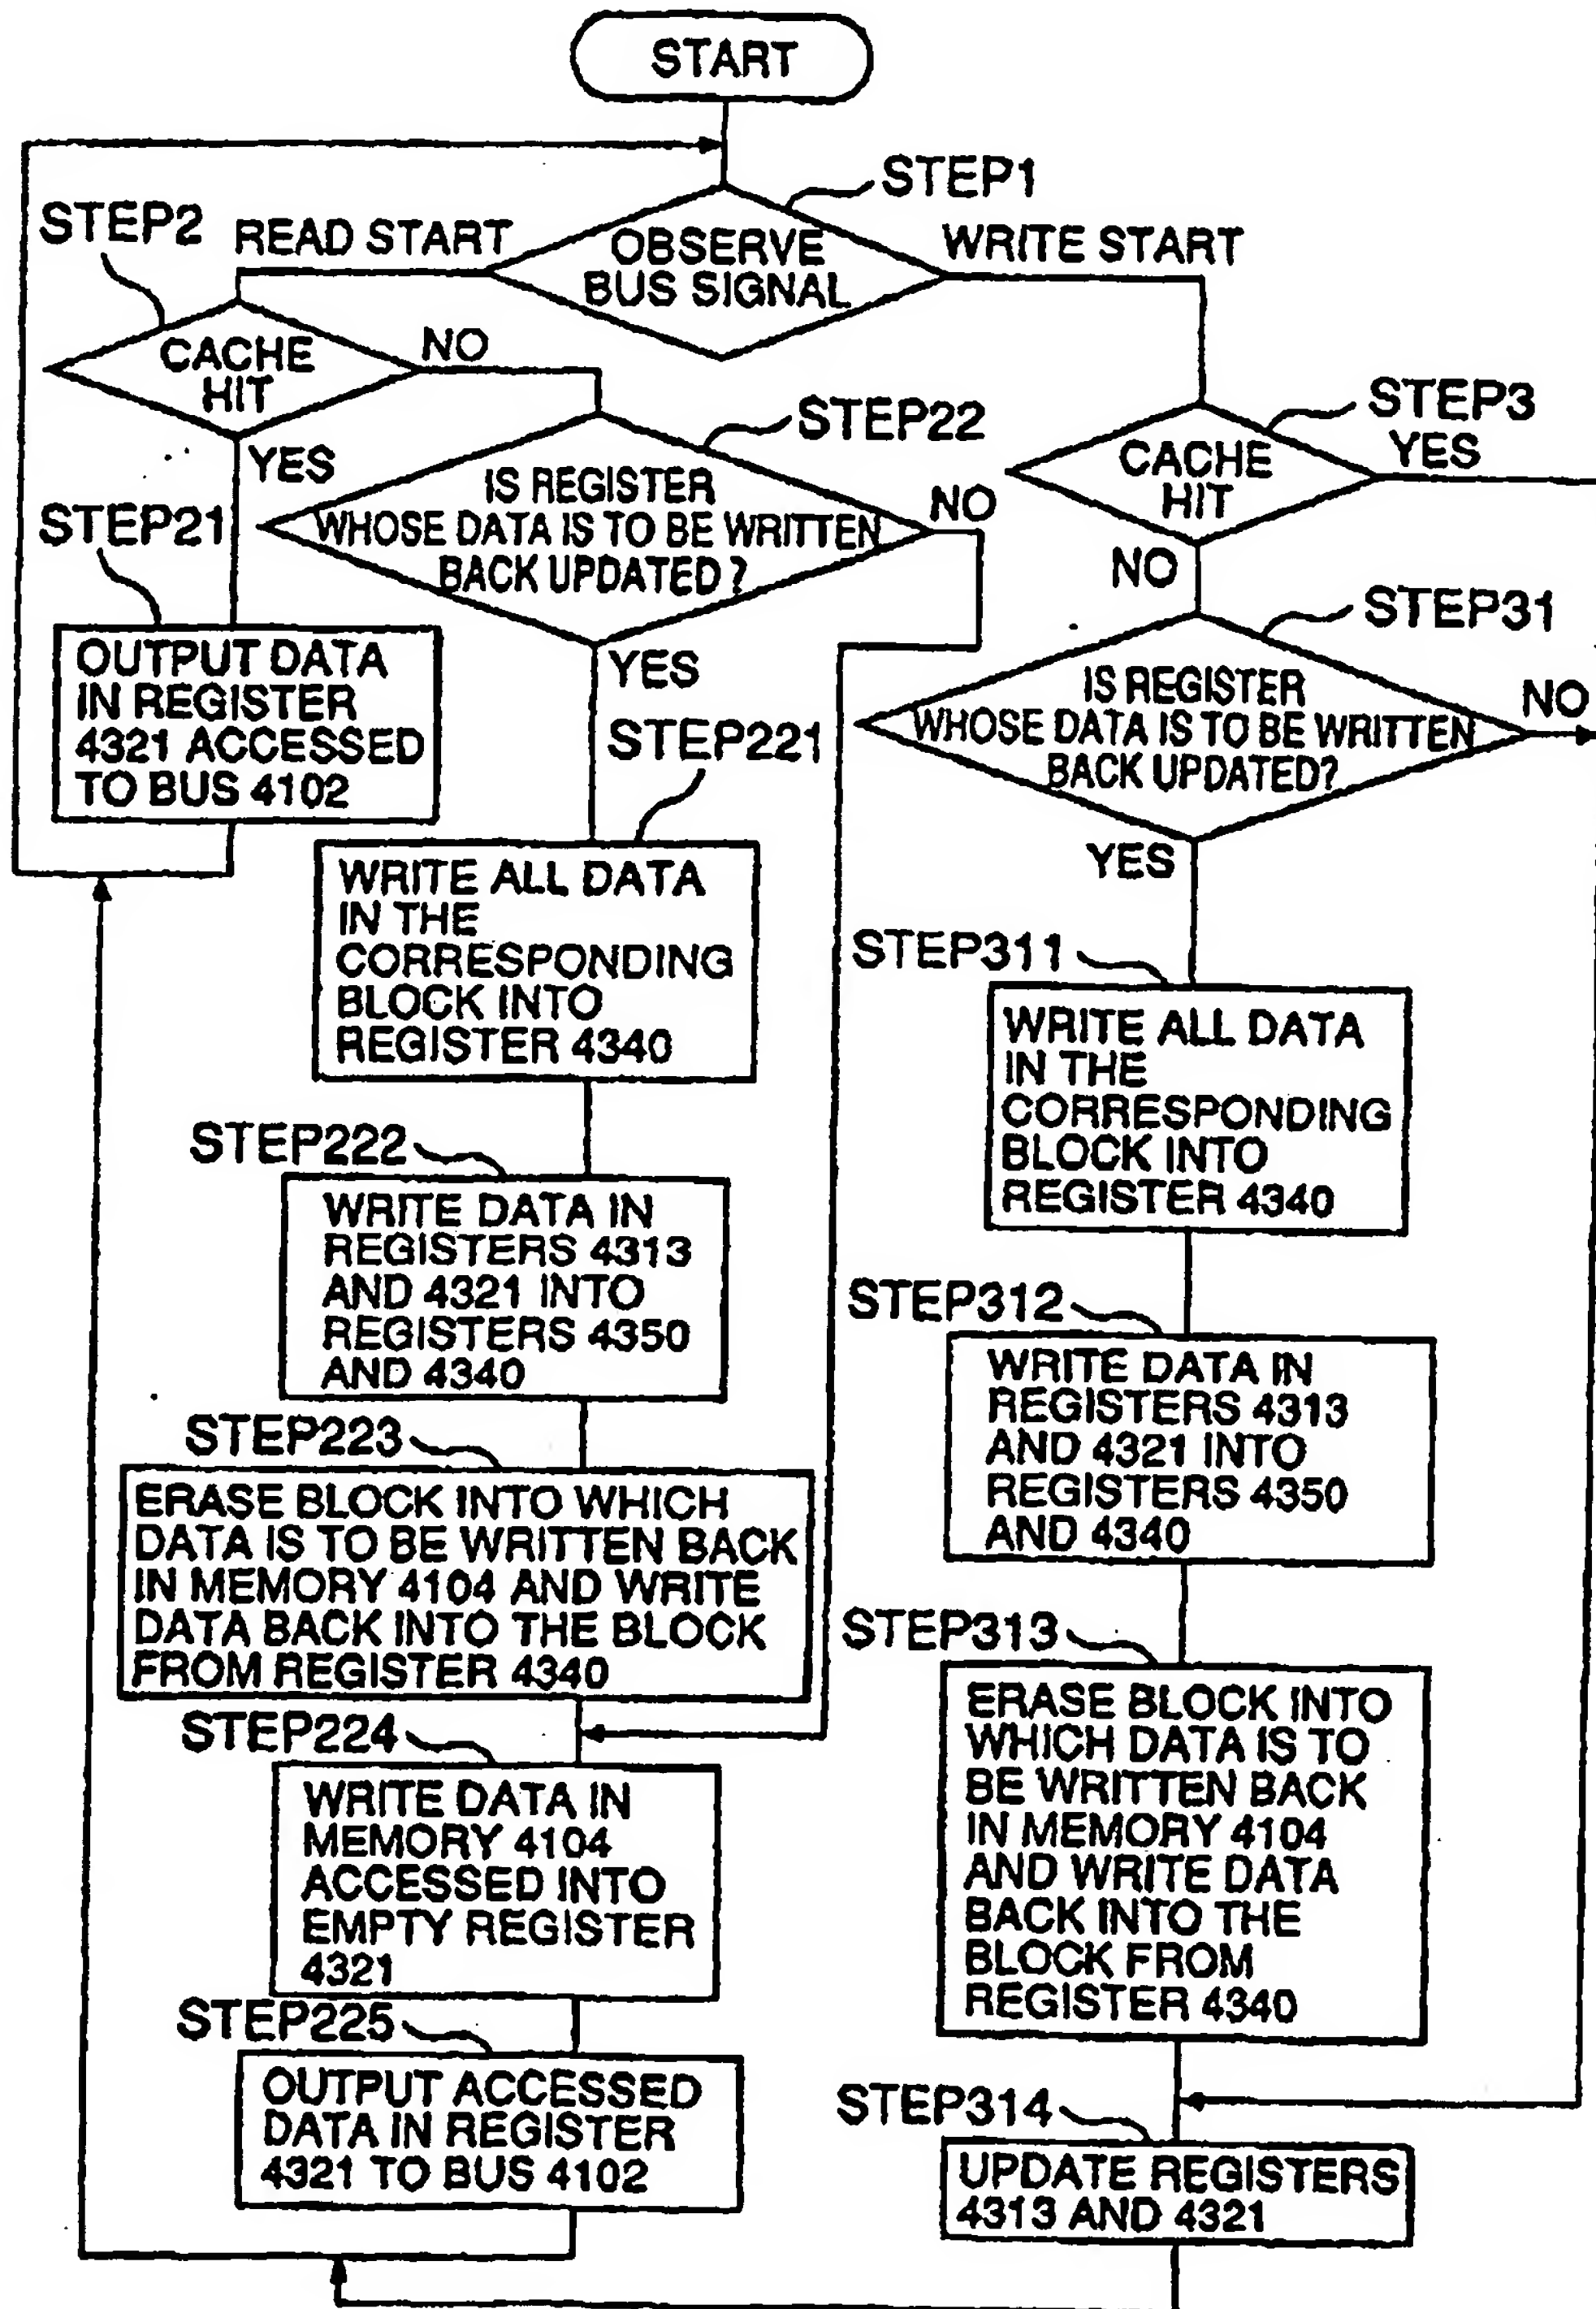 START
STEP1
STEP2
READ START
OBSERVE
BUS SIGNAL
WRITE START
CACHE
HIT
NO
YES
STEP22
IS REGISTER
WHOSE DATA IS TO BE WRITTEN
BACK UPDATED ?
NO
YES
STEP3
CACHE
HIT
YES
NO
STEP21
OUTPUT DATA
IN REGISTER
4321 ACCESSED
TO BUS 4102
STEP31
IS REGISTER
WHOSE DATA IS TO BE WRITTEN
BACK UPDATED?
NO
YES
STEP221
WRITE ALL DATA
IN THE
CORRESPONDING
BLOCK INTO
REGISTER 4340
STEP222
WRITE DATA IN
REGISTERS 4313
AND 4321 INTO
REGISTERS 4350
AND 4340
STEP223
ERASE BLOCK INTO WHICH
DATA IS TO BE WRITTEN BACK
IN MEMORY 4104 AND WRITE
DATA BACK INTO THE BLOCK
FROM REGISTER 4340
STEP224
WRITE DATA IN
MEMORY 4104
ACCESSED INTO
EMPTY REGISTER
4321
STEP225
OUTPUT ACCESSED
DATA IN REGISTER
4321 TO BUS 4102
STEP311
WRITE ALL DATA
IN THE
CORRESPONDING
BLOCK INTO
REGISTER 4340
STEP312
WRITE DATA IN
REGISTERS 4313
AND 4321 INTO
REGISTERS 4350
AND 4340
STEP313
ERASE BLOCK INTO
WHICH DATA IS TO
BE WRITTEN BACK
IN MEMORY 4104
AND WRITE DATA
BACK INTO THE
BLOCK FROM
REGISTER 4340
STEP314
UPDATE REGISTERS
4313 AND 4321